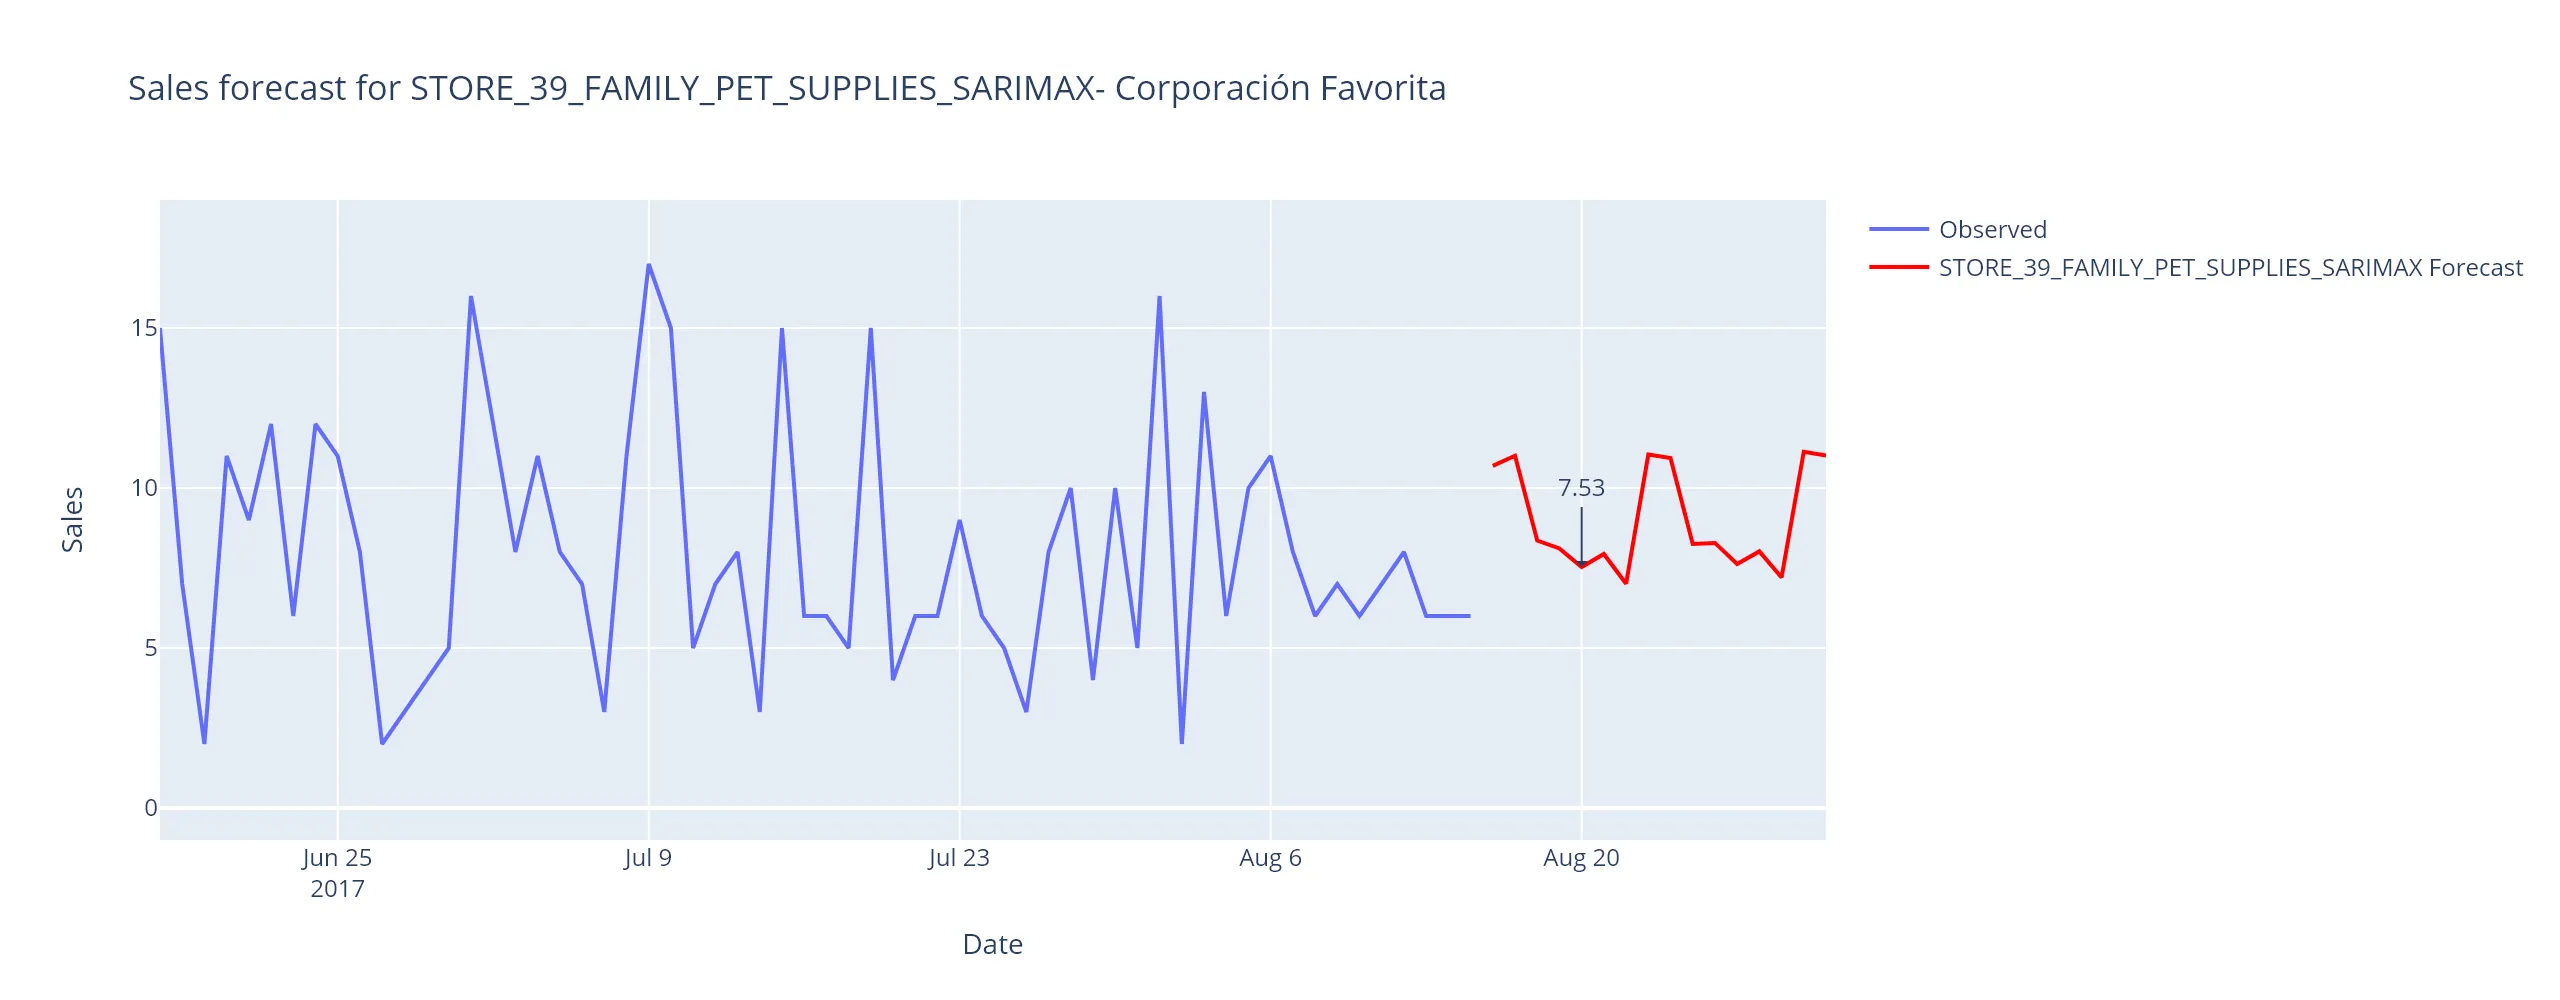 Sales forecast for STORE_39_FAMILY_PET_SUPPLIES_SARIMAX- Corporación Favorita
Observed
STORE_39_FAMILY_PET_SUPPLIES_SARIMAX Forecast
15
10
5
0
Sales
7.53
Jun 25
2017
Jul 9
Jul 23
Aug 6
Aug 20
Date